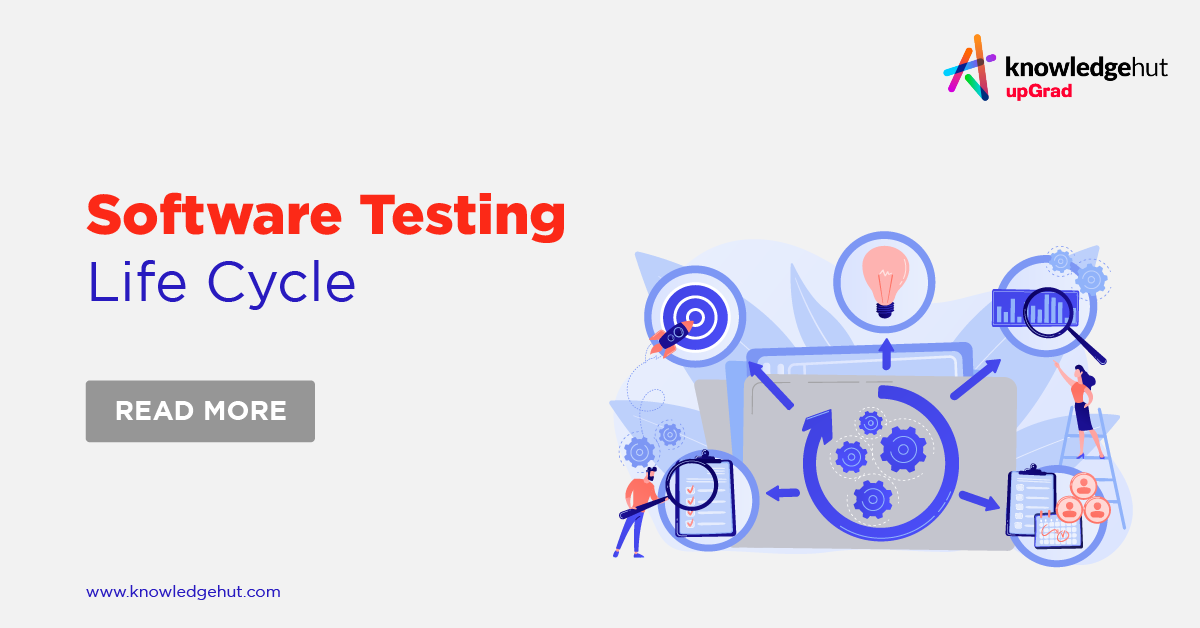 knowledgehut
upGrad
Software Testing
Life Cycle
READ MORE
www.knowledgehut.com